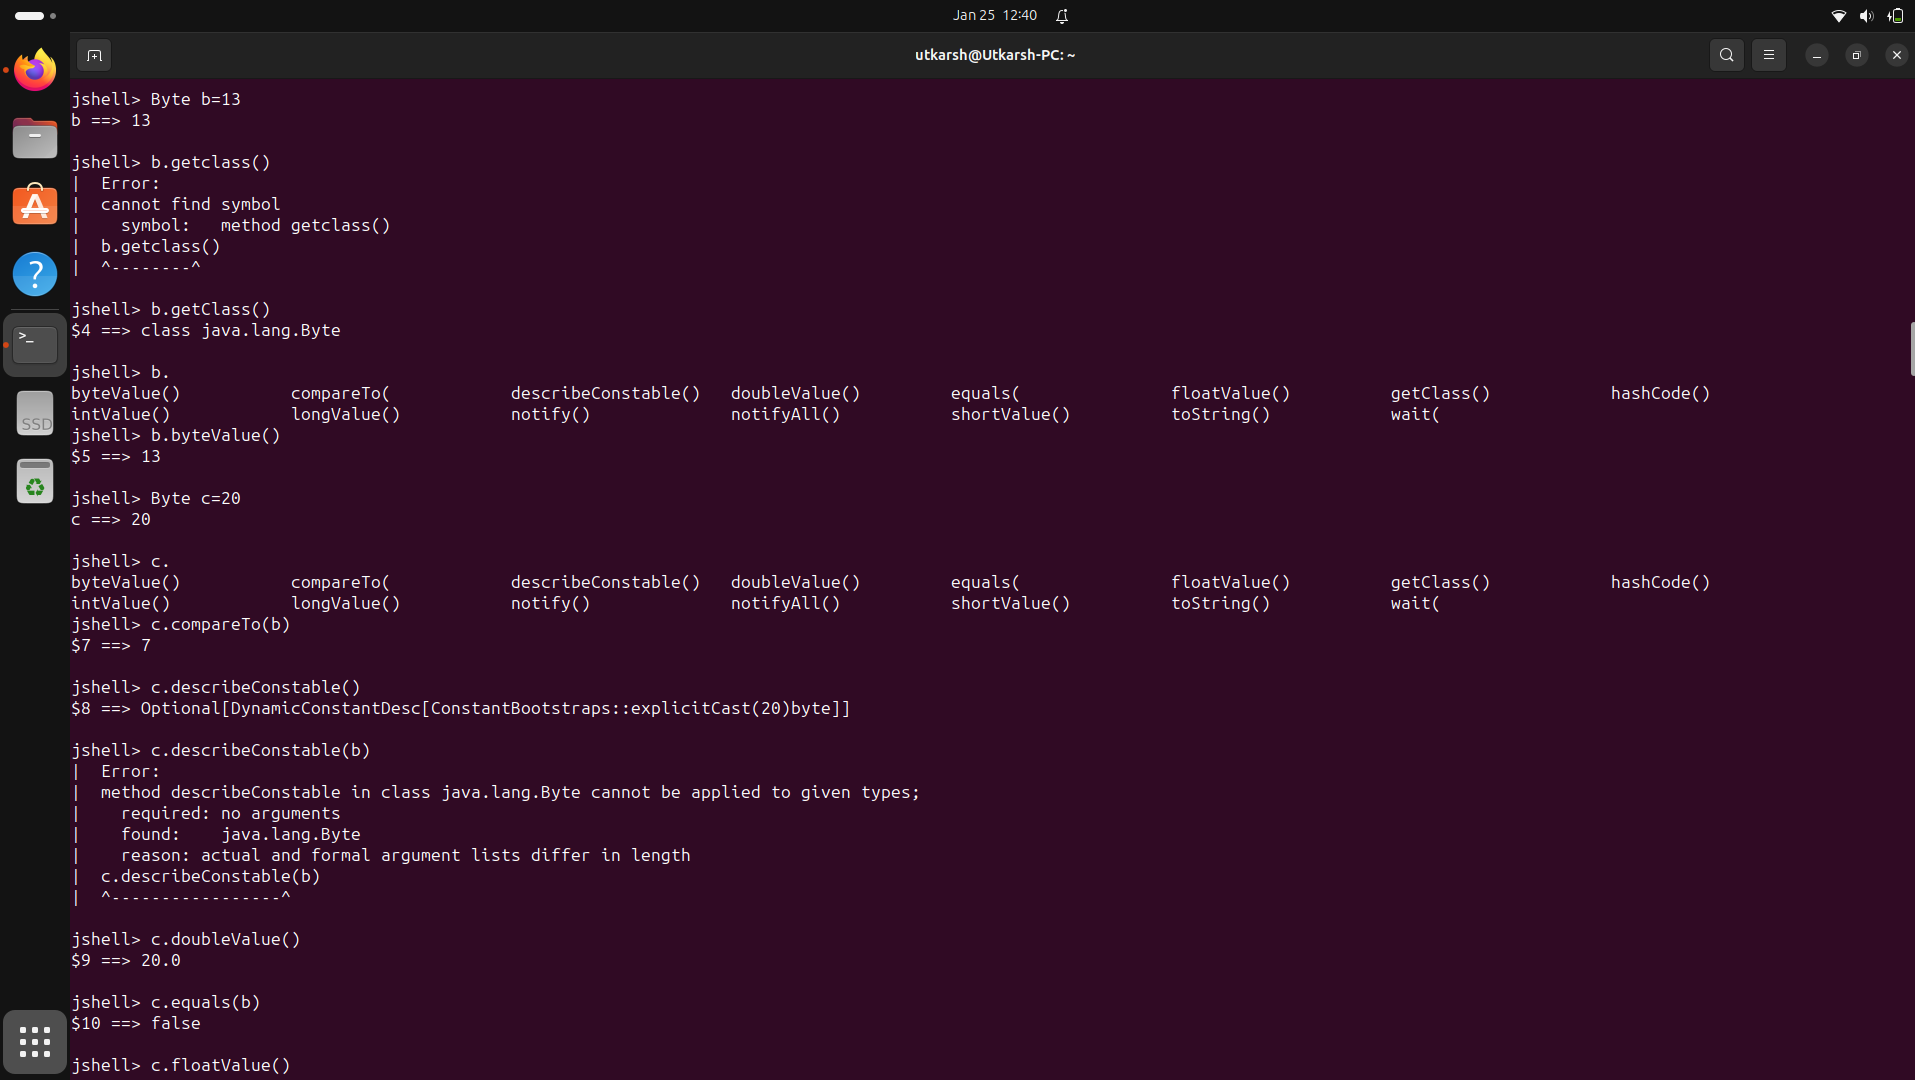 Jan 25  12:40
utkarsh@Utkarsh-PC: ~
jshell> Byte b=13
b ==> 13
jshell> b.getclass()
|  Error:
|  cannot find symbol
|    symbol:   method getclass()
|  b.getclass()
|  ^--------^
jshell> b.getClass()
$4 ==> class java.lang.Byte
jshell> b.
byteValue()           compareTo(            describeConstable()   doubleValue()         equals(               floatValue()          getClass()            hashCode()
intValue()            longValue()           notify()              notifyAll()           shortValue()          toString()            wait(
jshell> b.byteValue()
$5 ==> 13
jshell> Byte c=20
c ==> 20
jshell> c.
byteValue()           compareTo(            describeConstable()   doubleValue()         equals(               floatValue()          getClass()            hashCode()
intValue()            longValue()           notify()              notifyAll()           shortValue()          toString()            wait(
jshell> c.compareTo(b)
$7 ==> 7
jshell> c.describeConstable()
$8 ==> Optional[DynamicConstantDesc[ConstantBootstraps::explicitCast(20)byte]]
jshell> c.describeConstable(b)
|  Error:
|  method describeConstable in class java.lang.Byte cannot be applied to given types;
|    required: no arguments
|    found:    java.lang.Byte
|    reason: actual and formal argument lists differ in length
|  c.describeConstable(b)
|  ^-----------------^
jshell> c.doubleValue()
$9 ==> 20.0
jshell> c.equals(b)
$10 ==> false
jshell> c.floatValue()
>_
SSD